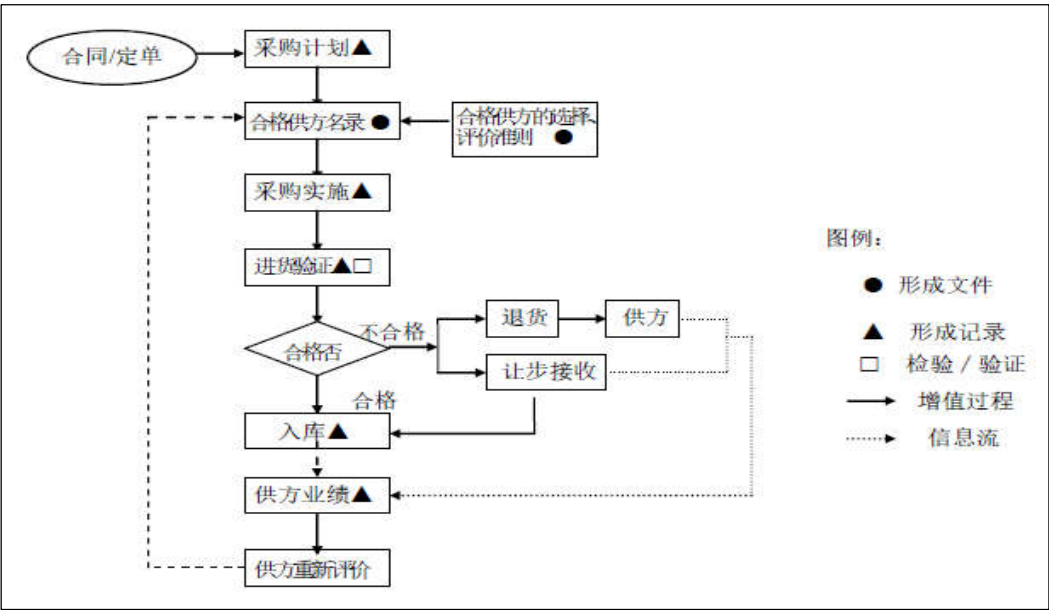 合同/定单
采购计划▲
合格供方名录 ●
合格供方的选择、
评价准则 ●
采购实施▲
进货验证▲□
合格否
不合格
退货
供方
让步接收
合格
入库▲
供方业绩▲
供方重新评价
图例：
● 形成文件
▲ 形成记录
□ 检验／验证
增值过程
信息流